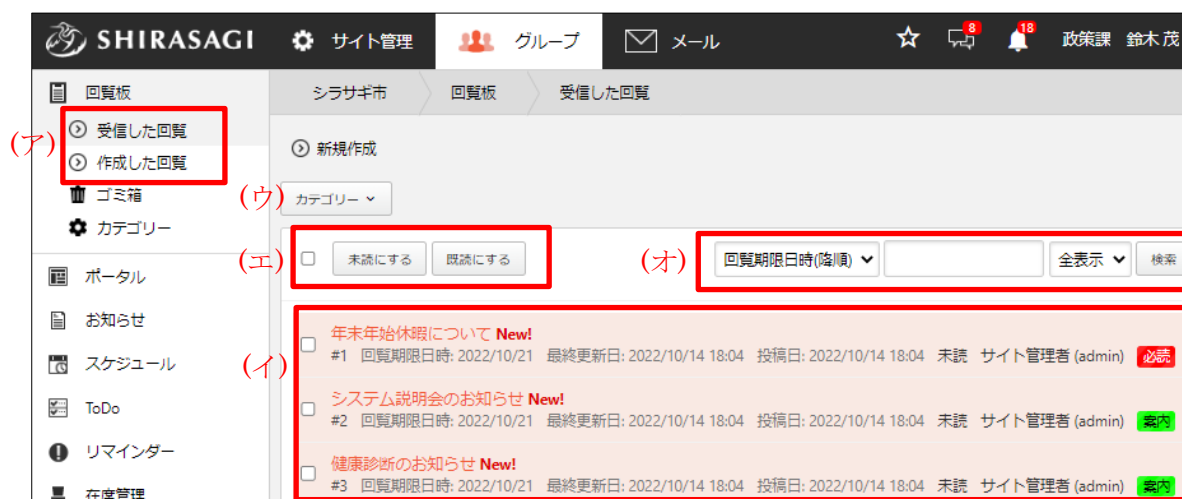 SHIRASAGI サイト管理 グループ メール 8 18 政策課 鈴木 茂
回覧板 シラサギ市 回覧板 受信した回覧
(ア) 受信した回覧
作成した回覧
新規作成
ゴミ箱
(ウ) カテゴリー
カテゴリー
(エ) 未読にする 既読にする (オ) 回覧期限日時(降順) 全表示 検索
ポータル
お知らせ
スケジュール
ToDo
リマインダー
在席管理
(イ)
年末年始休暇について New!
#1 回覧期限日時: 2022/10/21 最終更新日: 2022/10/14 18:04 投稿日: 2022/10/14 18:04 未読 サイト管理者 (admin) 必読
システム説明会のお知らせ New!
#2 回覧期限日時: 2022/10/21 最終更新日: 2022/10/14 18:04 投稿日: 2022/10/14 18:04 未読 サイト管理者 (admin) 案内
健康診断のお知らせ New!
#3 回覧期限日時: 2022/10/21 最終更新日: 2022/10/14 18:04 投稿日: 2022/10/14 18:04 未読 サイト管理者 (admin) 案内